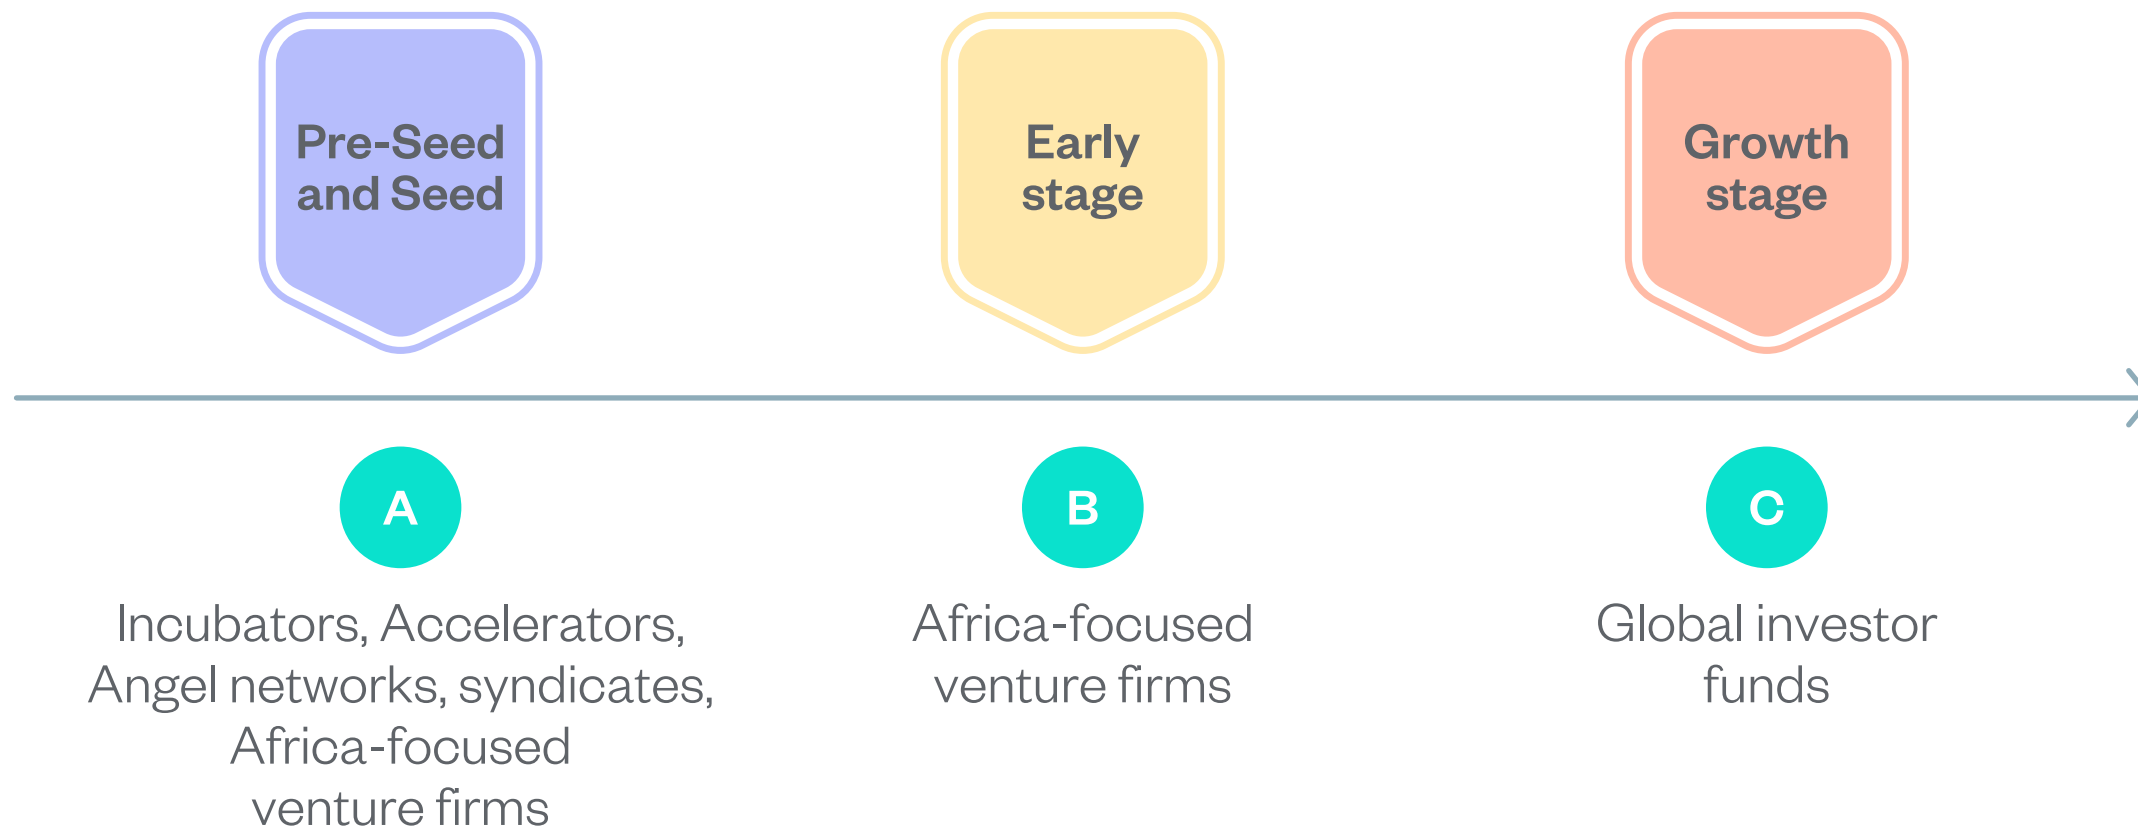 Pre-Seed
and Seed
Early
stage
Growth
stage
A
B
C
Incubators, Accelerators,
Angel networks, syndicates,
Africa-focused
venture firms
Africa-focused
venture firms
Global investor
funds